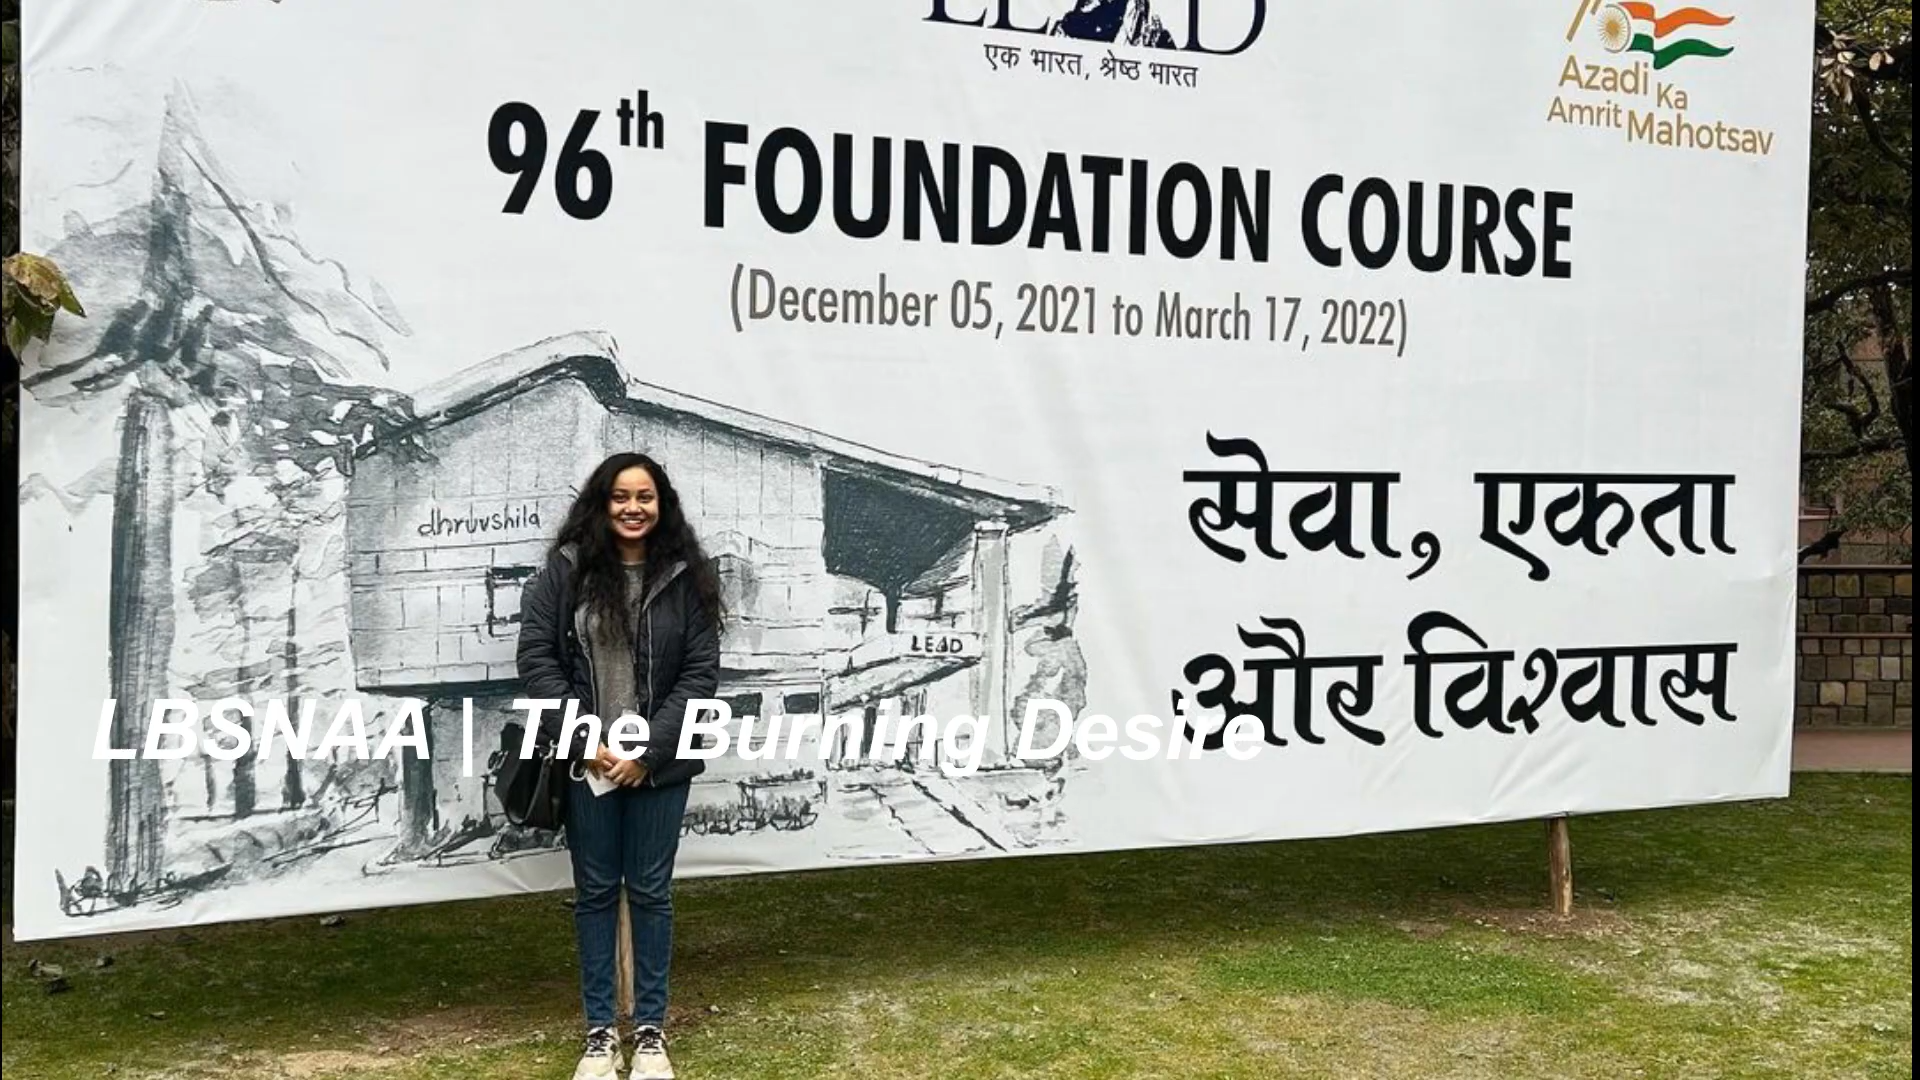 LEAD
एक भारत, श्रेष्ठ भारत
Azadi Ka
Amrit Mahotsav
96th FOUNDATION COURSE
(December 05, 2021 to March 17, 2022)
सेवा, एकता
और विश्वास
dhruvshila
LEAD
LBSNAA | The Burning Desire